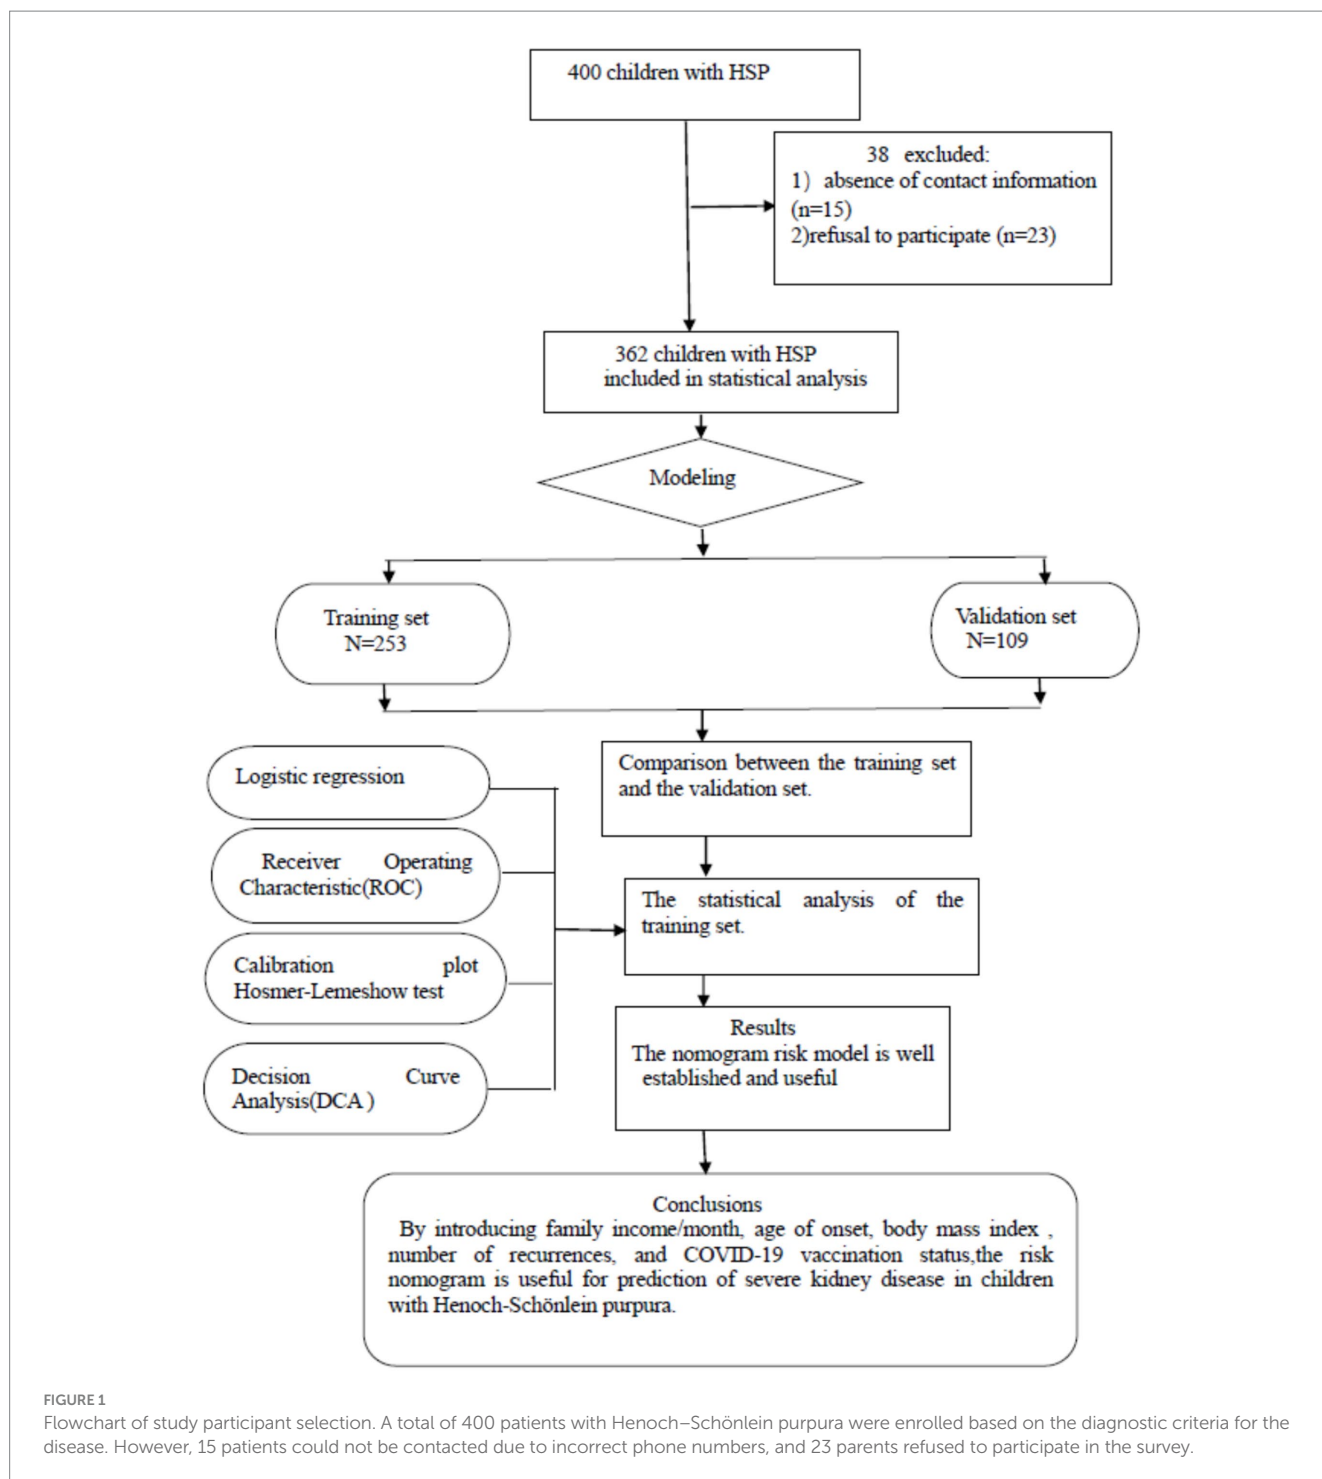 400 children with HSP
38 excluded:
1) absence of contact information
(n=15)
2)refusal to participate (n=23)
362 children with HSP
included in statistical analysis
Modeling
Training set
N=253
Validation set
N=109
Comparison between the training set
and the validation set.
Logistic regression
Receiver Operating
Characteristic(ROC)
Calibration plot
Hosmer-Lemeshow test
Decision Curve
Analysis(DCA )
The statistical analysis of the
training set.
Results
The nomogram risk model is well
established and useful
Conclusions
By introducing family income/month, age of onset, body mass index ,
number of recurrences, and COVID-19 vaccination status,the risk
nomogram is useful for prediction of severe kidney disease in children
with Henoch-Schönlein purpura.
FIGURE 1
Flowchart of study participant selection. A total of 400 patients with Henoch–Schönlein purpura were enrolled based on the diagnostic criteria for the
disease. However, 15 patients could not be contacted due to incorrect phone numbers, and 23 parents refused to participate in the survey.